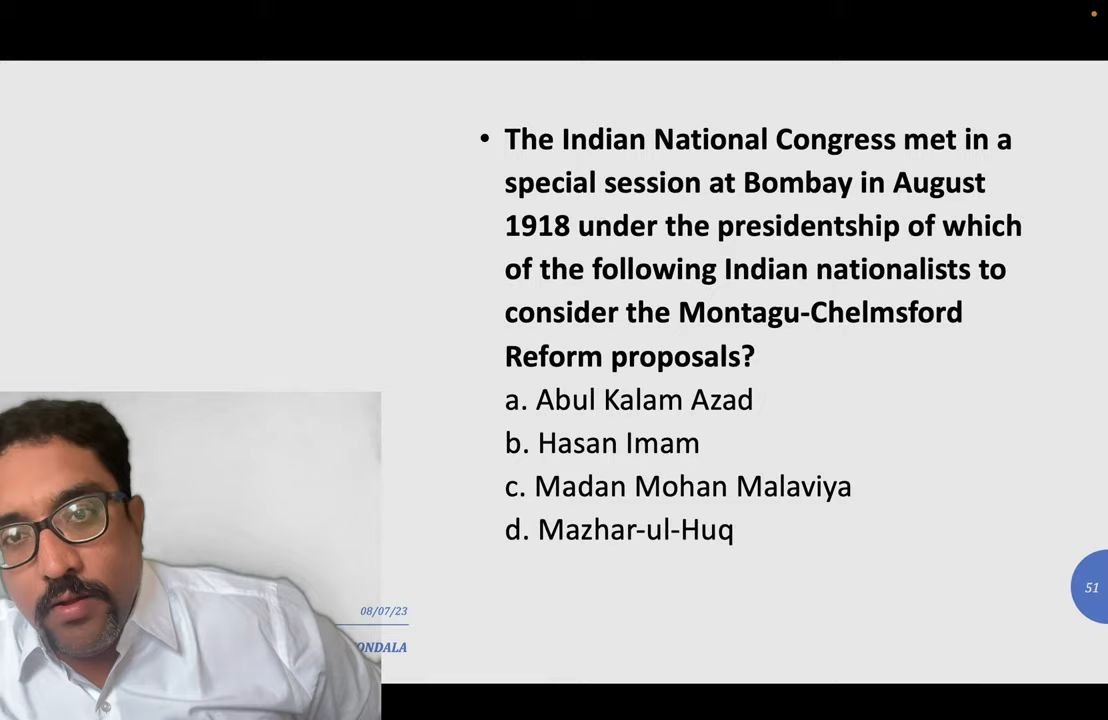 • The Indian National Congress met in a
special session at Bombay in August
1918 under the presidentship of which
of the following Indian nationalists to
consider the Montagu-Chelmsford
Reform proposals?
a. Abul Kalam Azad
b. Hasan Imam
c. Madan Mohan Malaviya
d. Mazhar-ul-Huq
51
08/07/23